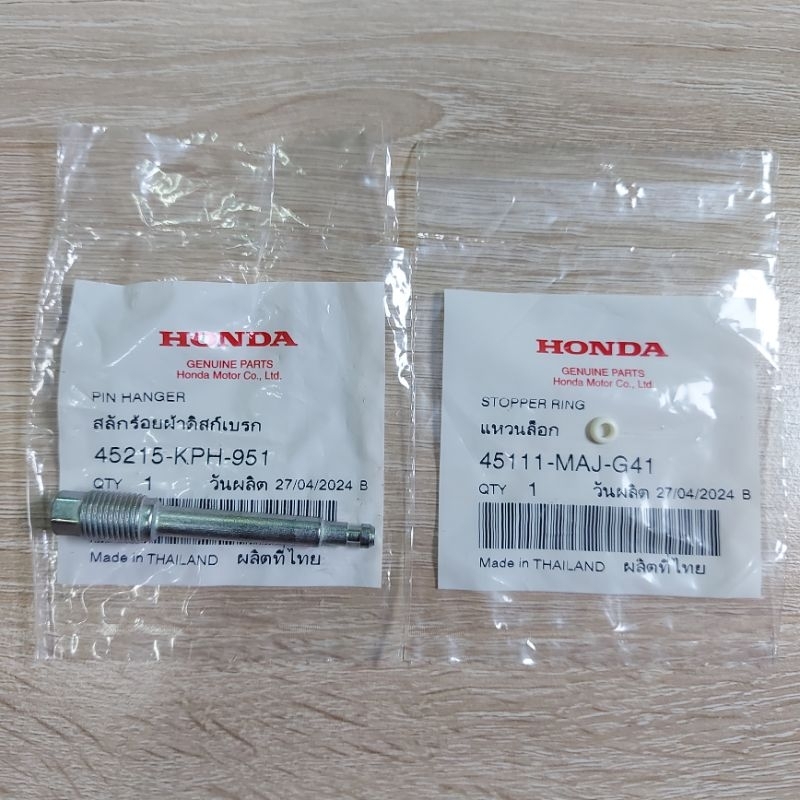 HONDA
GENUINE PARTS
Honda Motor Co., Ltd.
PIN HANGER
สลักร้อยผ้าดิสก์เบรก
45215-KPH-951
QTY 1 วันผลิต 27/04/2024 B
Made in THAILAND ผลิตที่ไทย
HONDA
GENUINE PARTS
Honda Motor Co., Ltd.
STOPPER RING
แหวนล็อก
45111-MAJ-G41
QTY 1 วันผลิต 27/04/2024 B
Made in THAILAND ผลิตที่ไทย